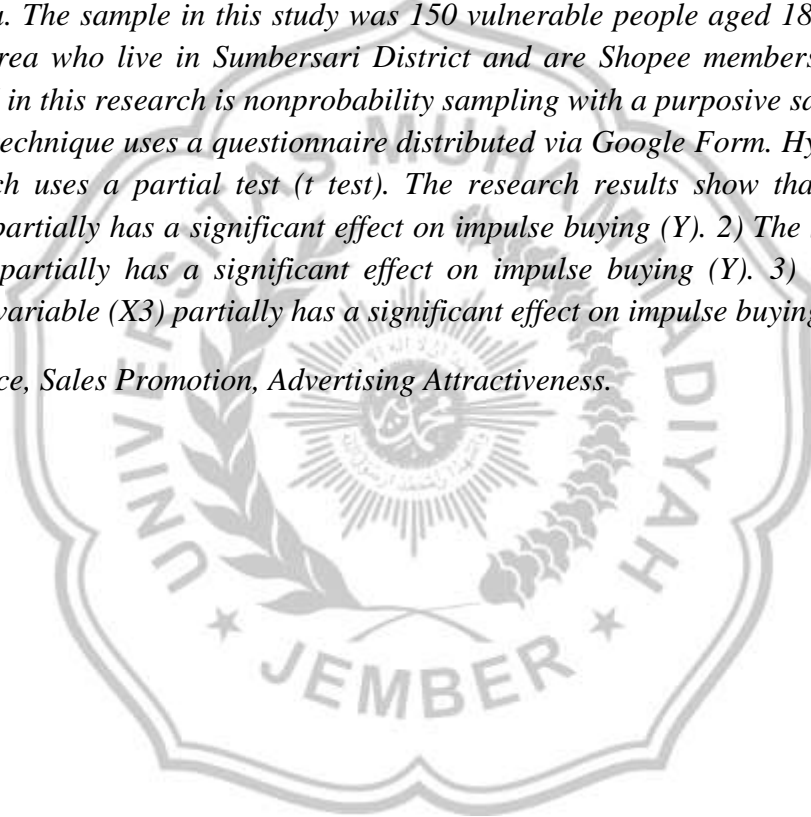 a. The sample in this study was 150 vulnerable people aged 18
rea who live in Sumbersari District and are Shopee members
in this research is nonprobability sampling with a purposive sa
echnique uses a questionnaire distributed via Google Form. Hy
ch uses a partial test (t test). The research results show tha
partially has a significant effect on impulse buying (Y). 2) The
partially has a significant effect on impulse buying (Y). 3)
variable (X3) partially has a significant effect on impulse buying
ce, Sales Promotion, Advertising Attractiveness.
UNIVERSITAS MUHAMMADIYAH
JEMBER